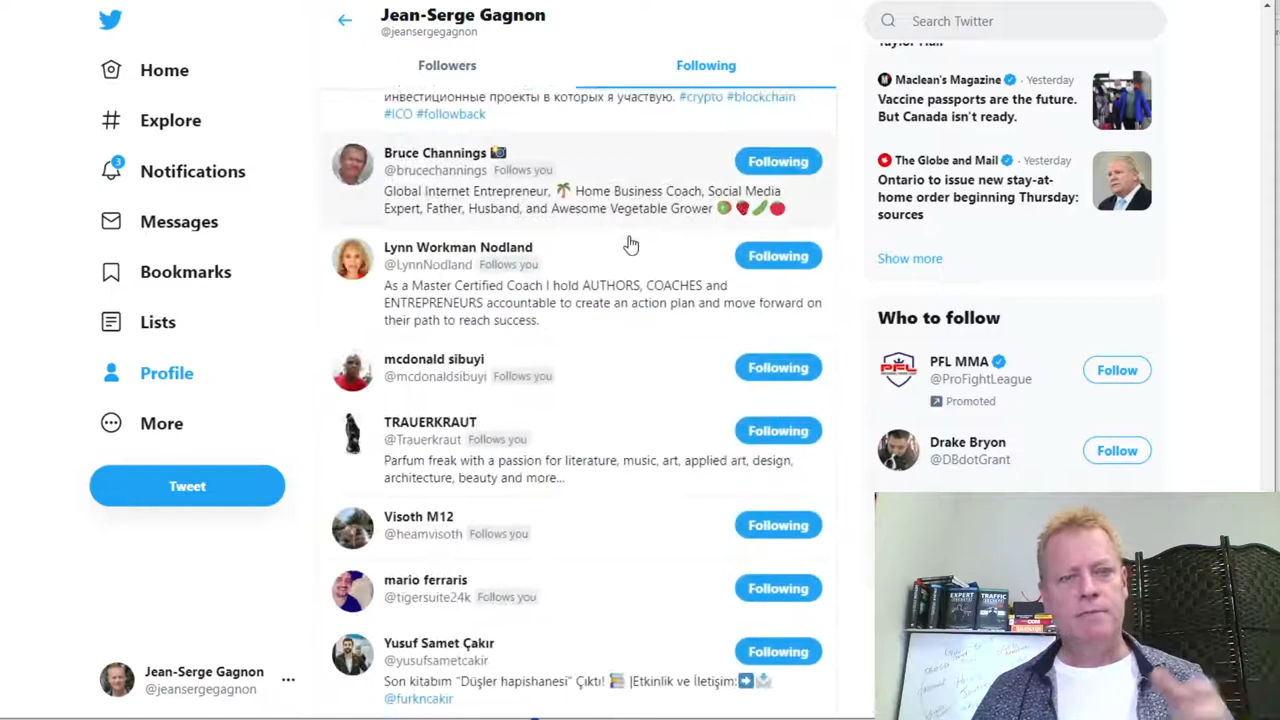 Jean-Serge Gagnon
@jeansergegagnon
Followers
Following
Home
Explore
3
Notifications
Messages
Bookmarks
Lists
Profile
More
Tweet
Jean-Serge Gagnon
@jeansergegagnon
инвестиционные проекты в которых я участвую. #crypto #blockchain
#ICO #followback
Bruce Channings
@brucechannings Follows you
Following
Global Internet Entrepreneur, 🌴 Home Business Coach, Social Media
Expert, Father, Husband, and Awesome Vegetable Grower
Lynn Workman Nodland
@LynnNodland Follows you
Following
As a Master Certified Coach I hold AUTHORS, COACHES and
ENTREPRENEURS accountable to create an action plan and move forward on
their path to reach success.
mcdonald sibuyi
@mcdonaldsibuyi Follows you
Following
TRAUERKRAUT
@Trauerkraut Follows you
Following
Parfum freak with a passion for literature, music, art, applied art, design,
architecture, beauty and more...
Visoth M12
@heamvisoth Follows you
Following
mario ferraris
@tigersuite24k Follows you
Following
Yusuf Samet Çakır
@yusufsametcakir
Following
Son kitabım "Düşler hapishanesi" Çıktı! |Etkinlik ve İletişim:
@furkncakir
Search Twitter
Taylor Hall
Maclean's Magazine · Yesterday
Vaccine passports are the future.
But Canada isn't ready.
The Globe and Mail · Yesterday
Ontario to issue new stay-at-
home order beginning Thursday:
sources
Show more
Who to follow
PFL MMA
@ProFightLeague
Follow
Promoted
Drake Bryon
@DBdotGrant
Follow
EXPERT
TRAFFIC